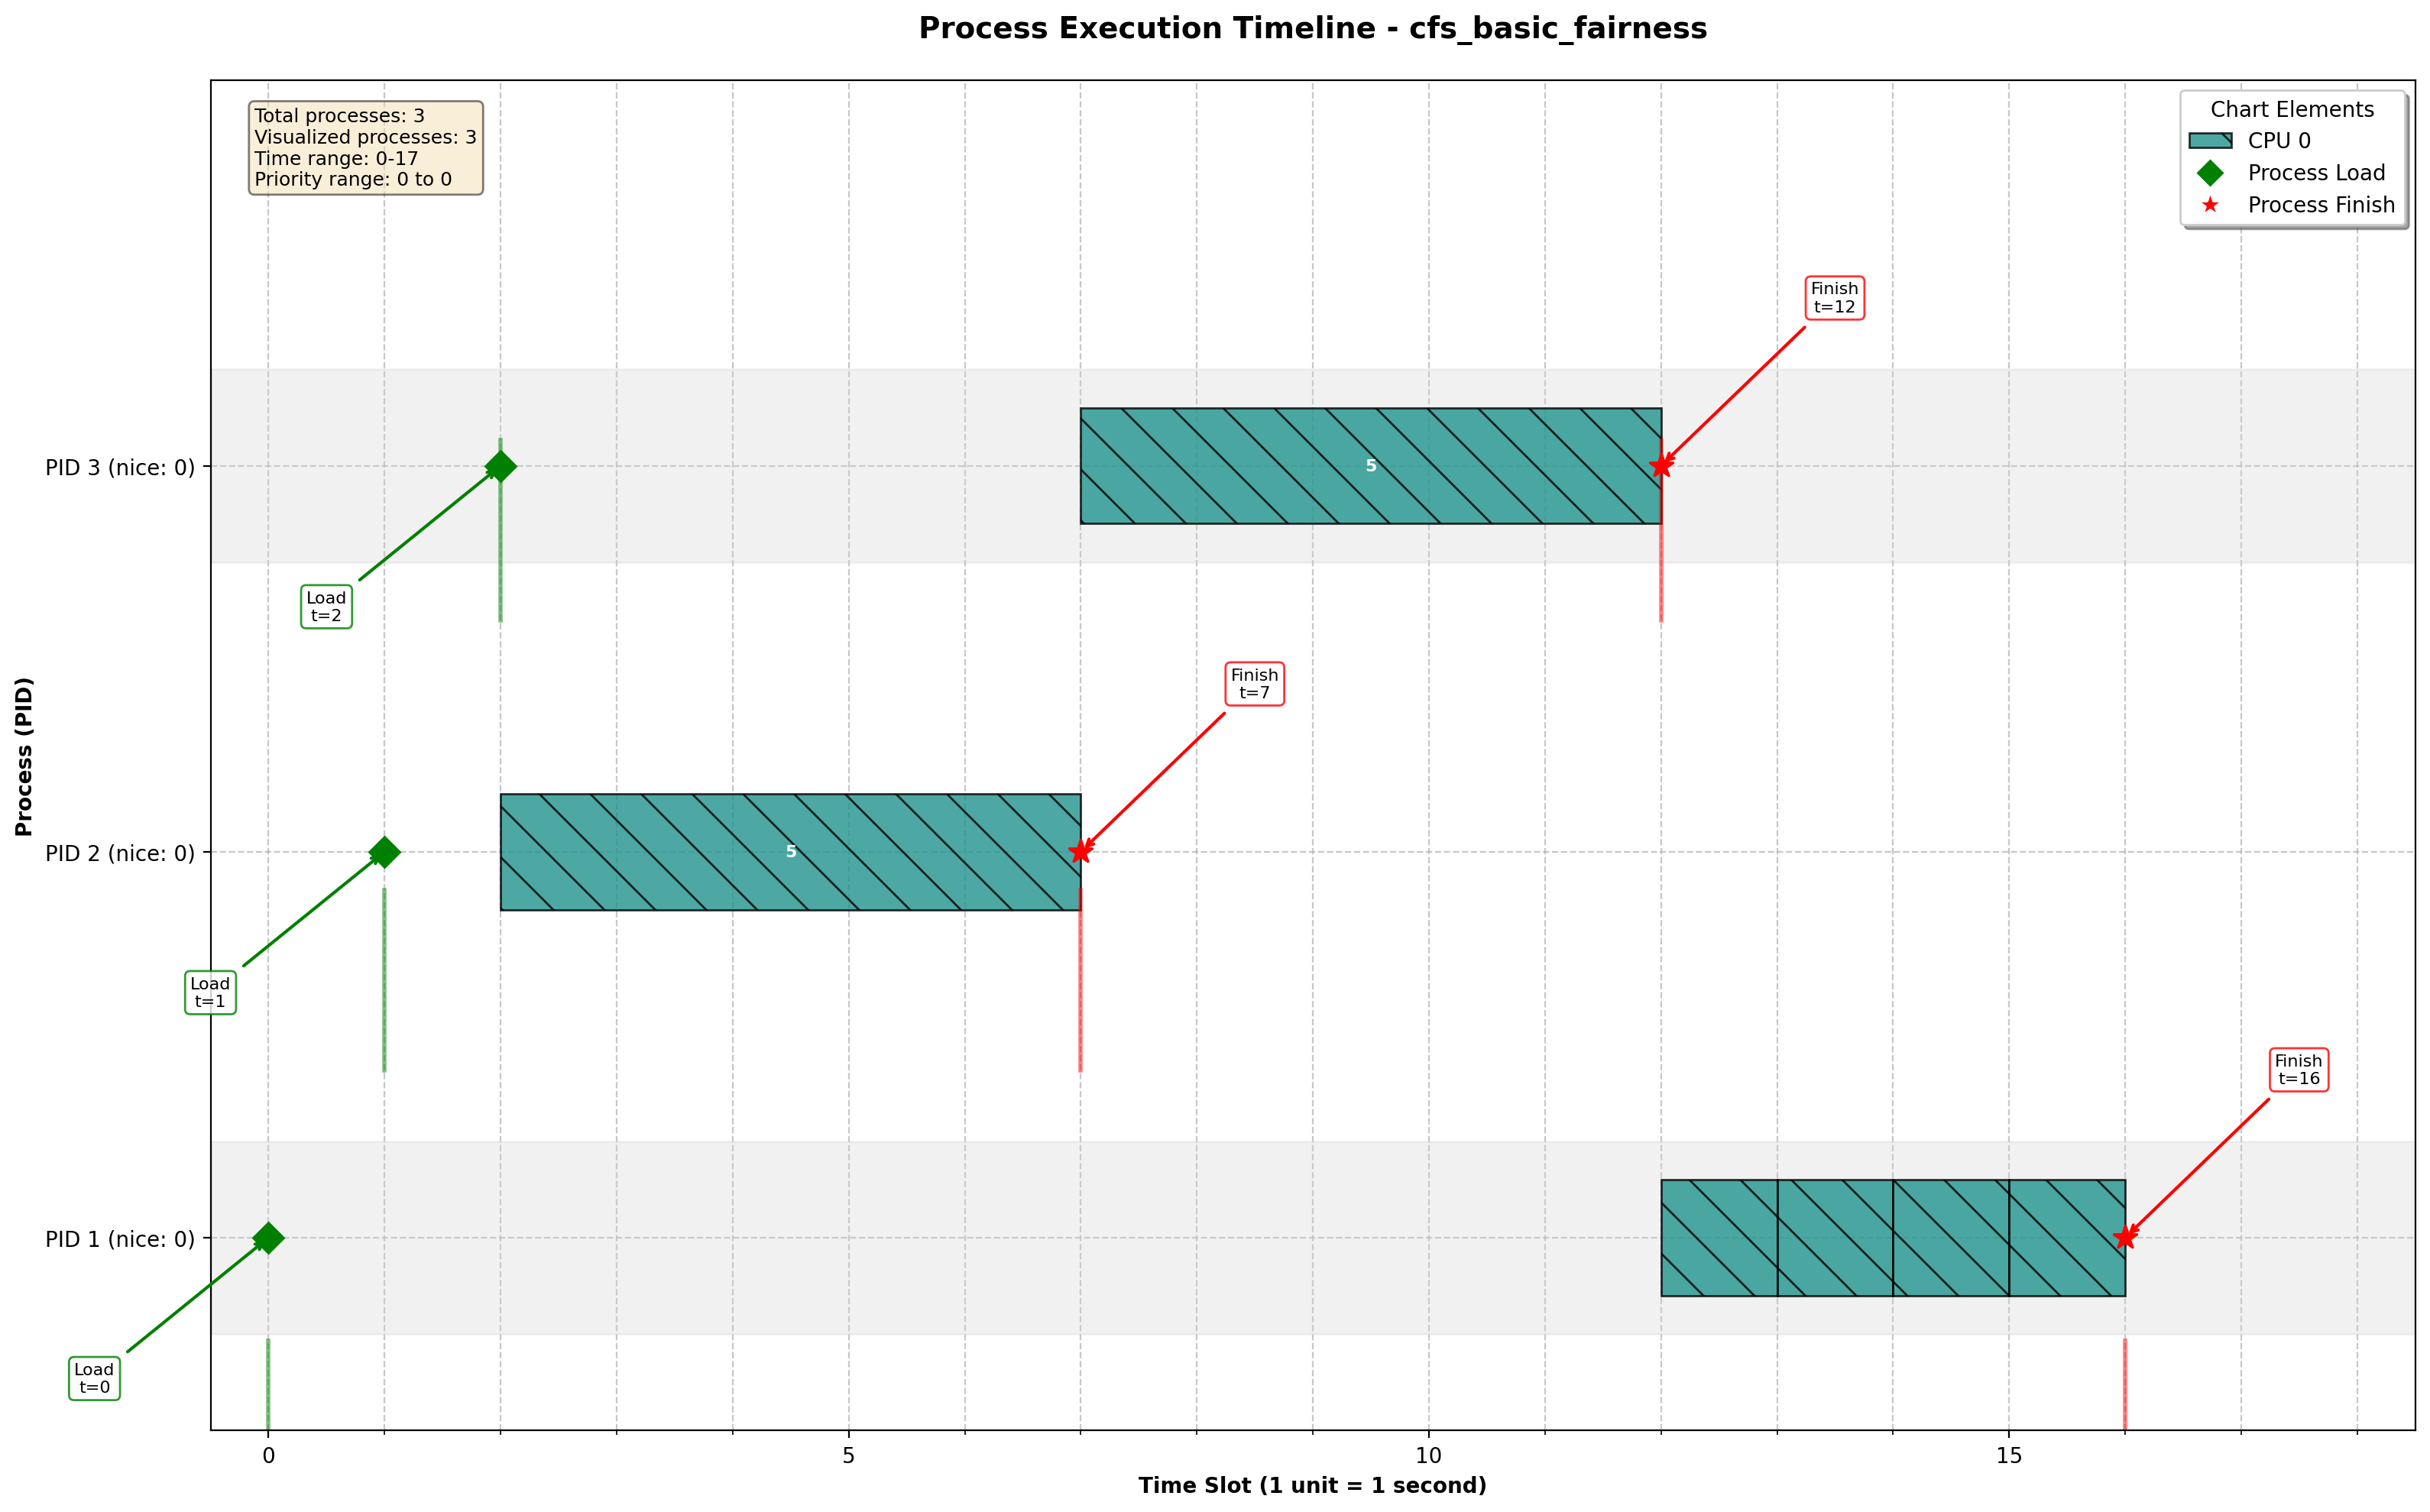 Process Execution Timeline - cfs_basic_fairness
Total processes: 3
Visualized processes: 3
Time range: 0-17
Priority range: 0 to 0
Chart Elements
CPU 0
Process Load
Process Finish
Finish
t=12
PID 3 (nice: 0)
5
Load
t=2
Finish
t=7
Process (PID)
PID 2 (nice: 0)
5
Load
t=1
Finish
t=16
PID 1 (nice: 0)
Load
t=0
0
5
10
15
Time Slot (1 unit = 1 second)